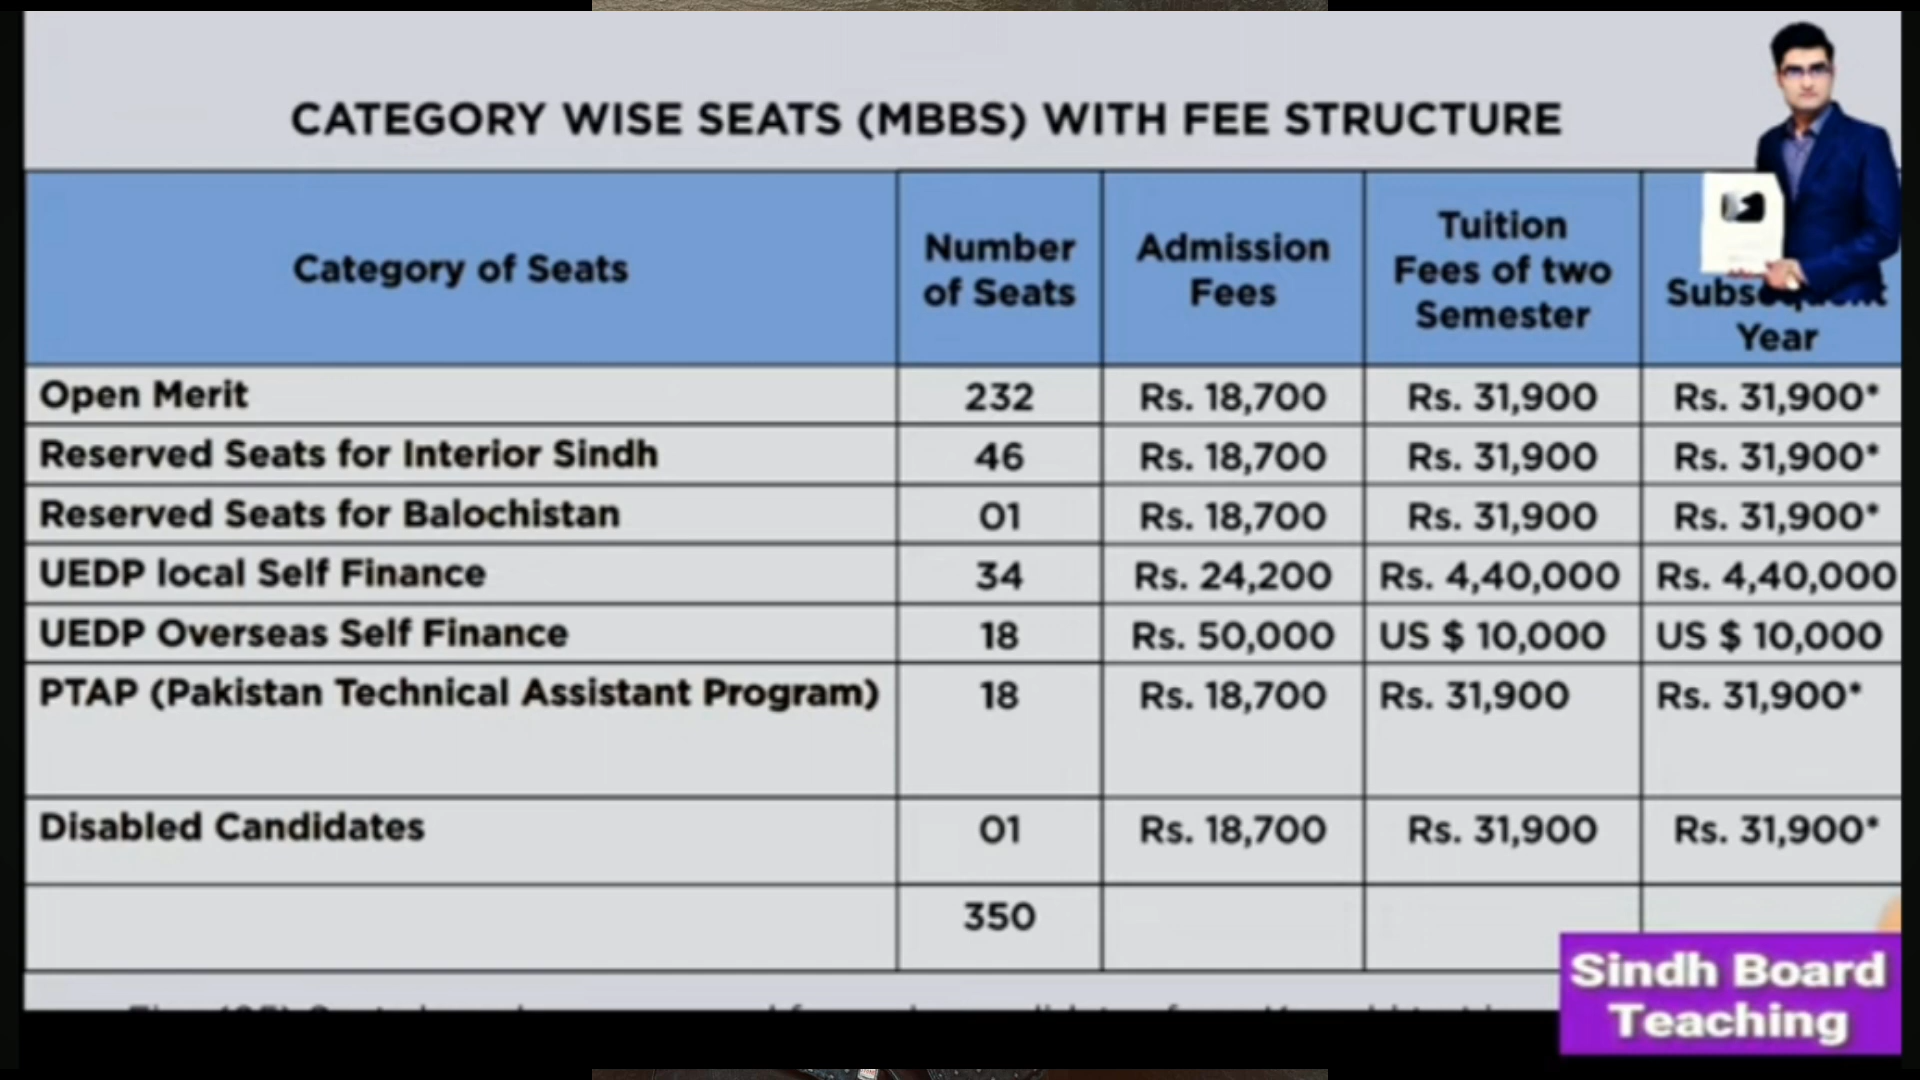 CATEGORY WISE SEATS (MBBS) WITH FEE STRUCTURE
Category of Seats
Number of Seats
Admission Fees
Tuition Fees of two Semester
Subsequent Year
Open Merit 232 Rs. 18,700 Rs. 31,900 Rs. 31,900*
Reserved Seats for Interior Sindh 46 Rs. 18,700 Rs. 31,900 Rs. 31,900*
Reserved Seats for Balochistan 01 Rs. 18,700 Rs. 31,900 Rs. 31,900*
UEDP local Self Finance 34 Rs. 24,200 Rs. 4,40,000 Rs. 4,40,000
UEDP Overseas Self Finance 18 Rs. 50,000 US $ 10,000 US $ 10,000
PTAP (Pakistan Technical Assistant Program) 18 Rs. 18,700 Rs. 31,900 Rs. 31,900*
Disabled Candidates 01 Rs. 18,700 Rs. 31,900 Rs. 31,900*
350
Sindh Board
Teaching